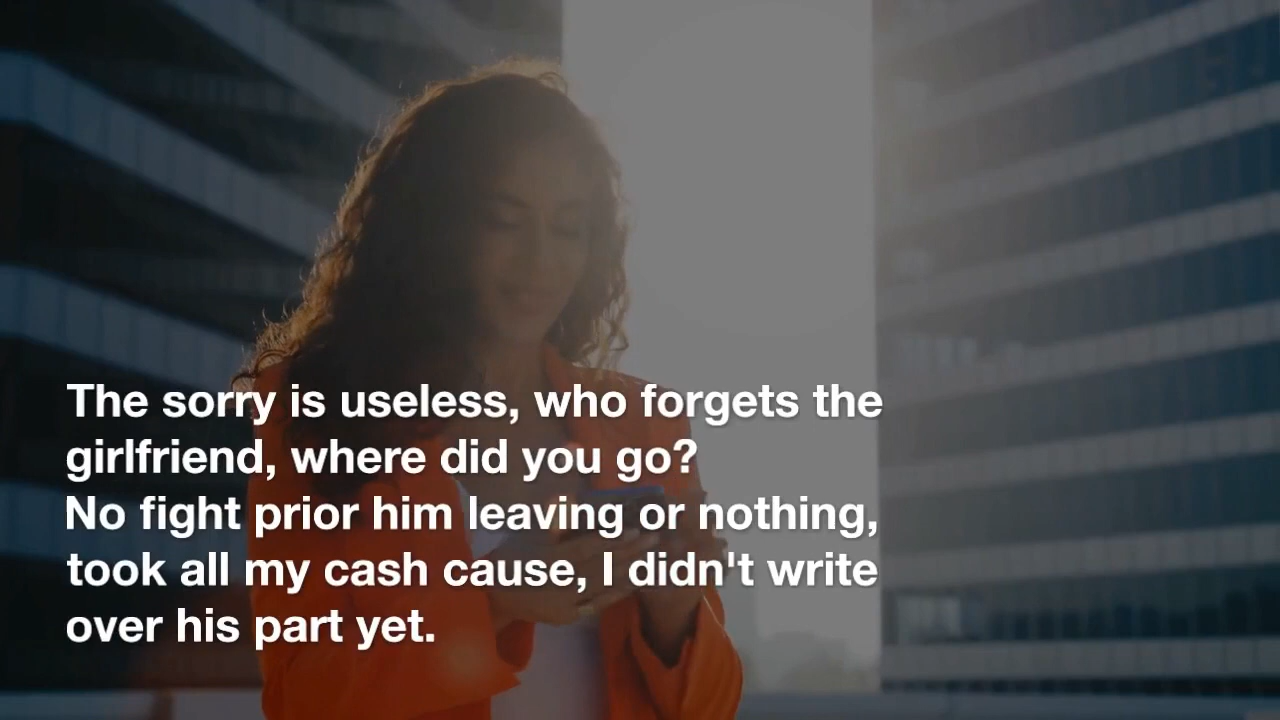 The sorry is useless, who forgets the
girlfriend, where did you go?
No fight prior him leaving or nothing,
took all my cash cause, I didn't write
over his part yet.